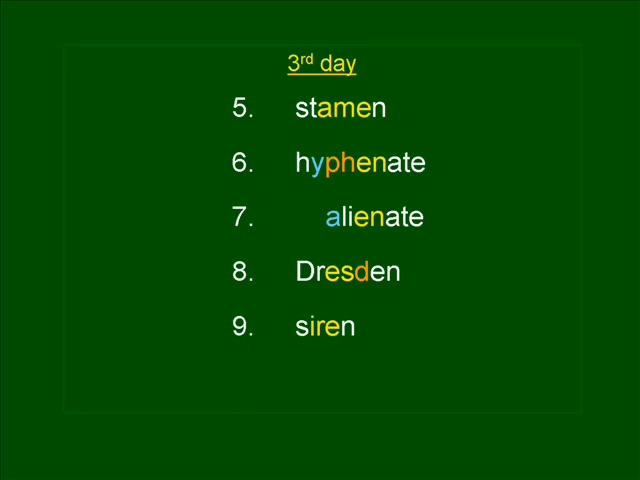 3rd day
5. stamen
6. hyphenate
7. alienate
8. Dresden
9. siren